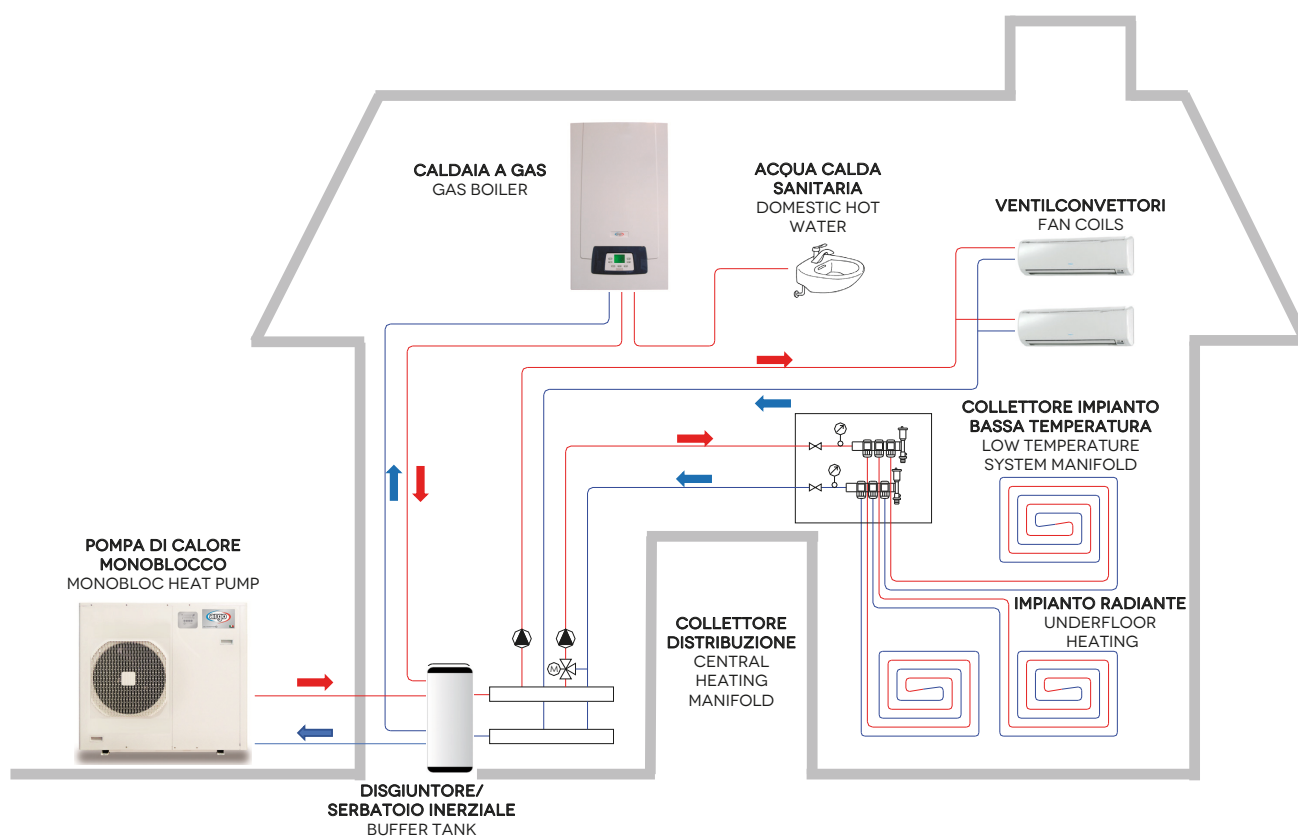 CALDAIA A GAS
GAS BOILER
ACQUA CALDA
SANITARIA
DOMESTIC HOT
WATER
VENTILCONVETTORI
FAN COILS
COLLETTORE IMPIANTO
BASSA TEMPERATURA
LOW TEMPERATURE
SYSTEM MANIFOLD
POMPA DI CALORE
MONOBLOCCO
MONOBLOC HEAT PUMP
argo
IMPIANTO RADIANTE
UNDERFLOOR
HEATING
COLLETTORE
DISTRIBUZIONE
CENTRAL
HEATING
MANIFOLD
M
DISGIUNTORE/
SERBATOIO INERZIALE
BUFFER TANK